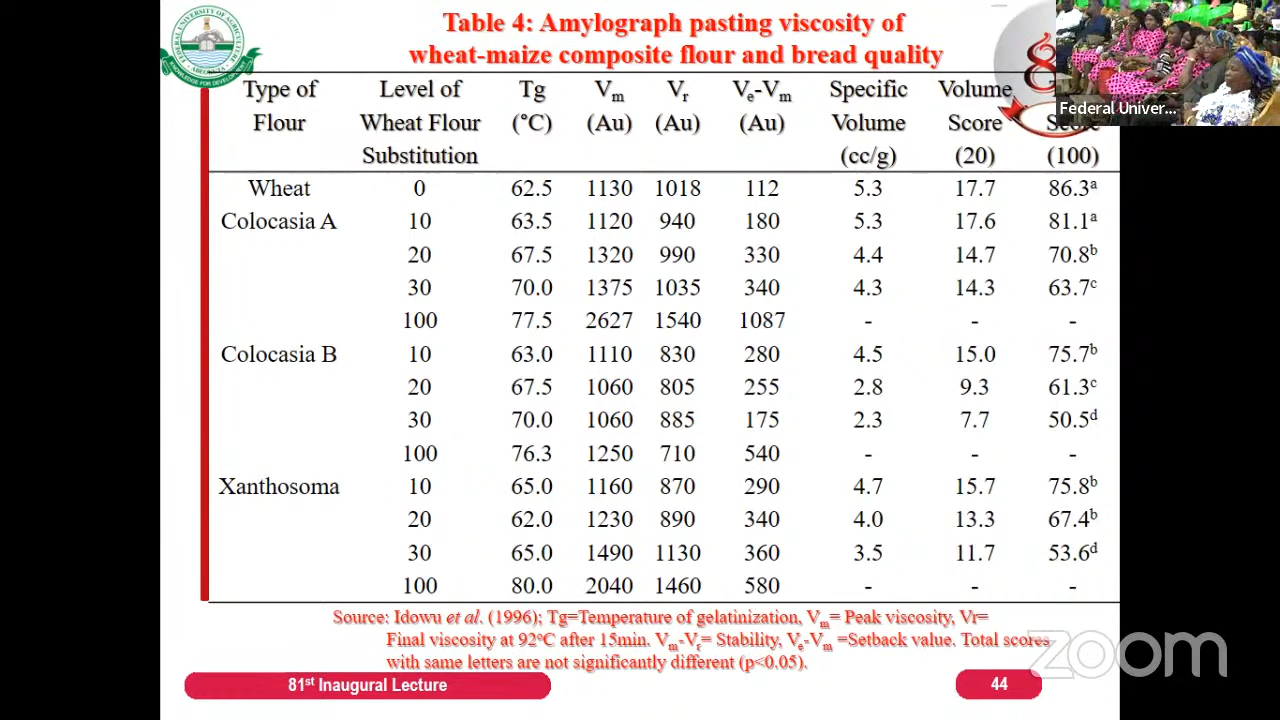 Table 4: Amylograph pasting viscosity of
wheat-maize composite flour and bread quality
Federal Univer...
Type of Level of Tg Vm Vr Ve-Vm Specific Volume
Flour Wheat Flour (°C) (Au) (Au) (Au) Volume Score
Substitution (cc/g) (20) (100)
Wheat 0 62.5 1130 1018 112 5.3 17.7 86.3a
Colocasia A 10 63.5 1120 940 180 5.3 17.6 81.1a
20 67.5 1320 990 330 4.4 14.7 70.8b
30 70.0 1375 1035 340 4.3 14.3 63.7c
100 77.5 2627 1540 1087 - - -
Colocasia B 10 63.0 1110 830 280 4.5 15.0 75.7b
20 67.5 1060 805 255 2.8 9.3 61.3c
30 70.0 1060 885 175 2.3 7.7 50.5d
100 76.3 1250 710 540 - - -
Xanthosoma 10 65.0 1160 870 290 4.7 15.7 75.8b
20 62.0 1230 890 340 4.0 13.3 67.4b
30 65.0 1490 1130 360 3.5 11.7 53.6d
100 80.0 2040 1460 580 - - -
Source: Idowu et al. (1996); Tg=Temperature of gelatinization, Vm= Peak viscosity, Vr=
Final viscosity at 92°C after 15min. Vm-Vr= Stability, Ve-Vm =Setback value. Total scores
with same letters are not significantly different (p<0.05).
zoom
81st Inaugural Lecture
44